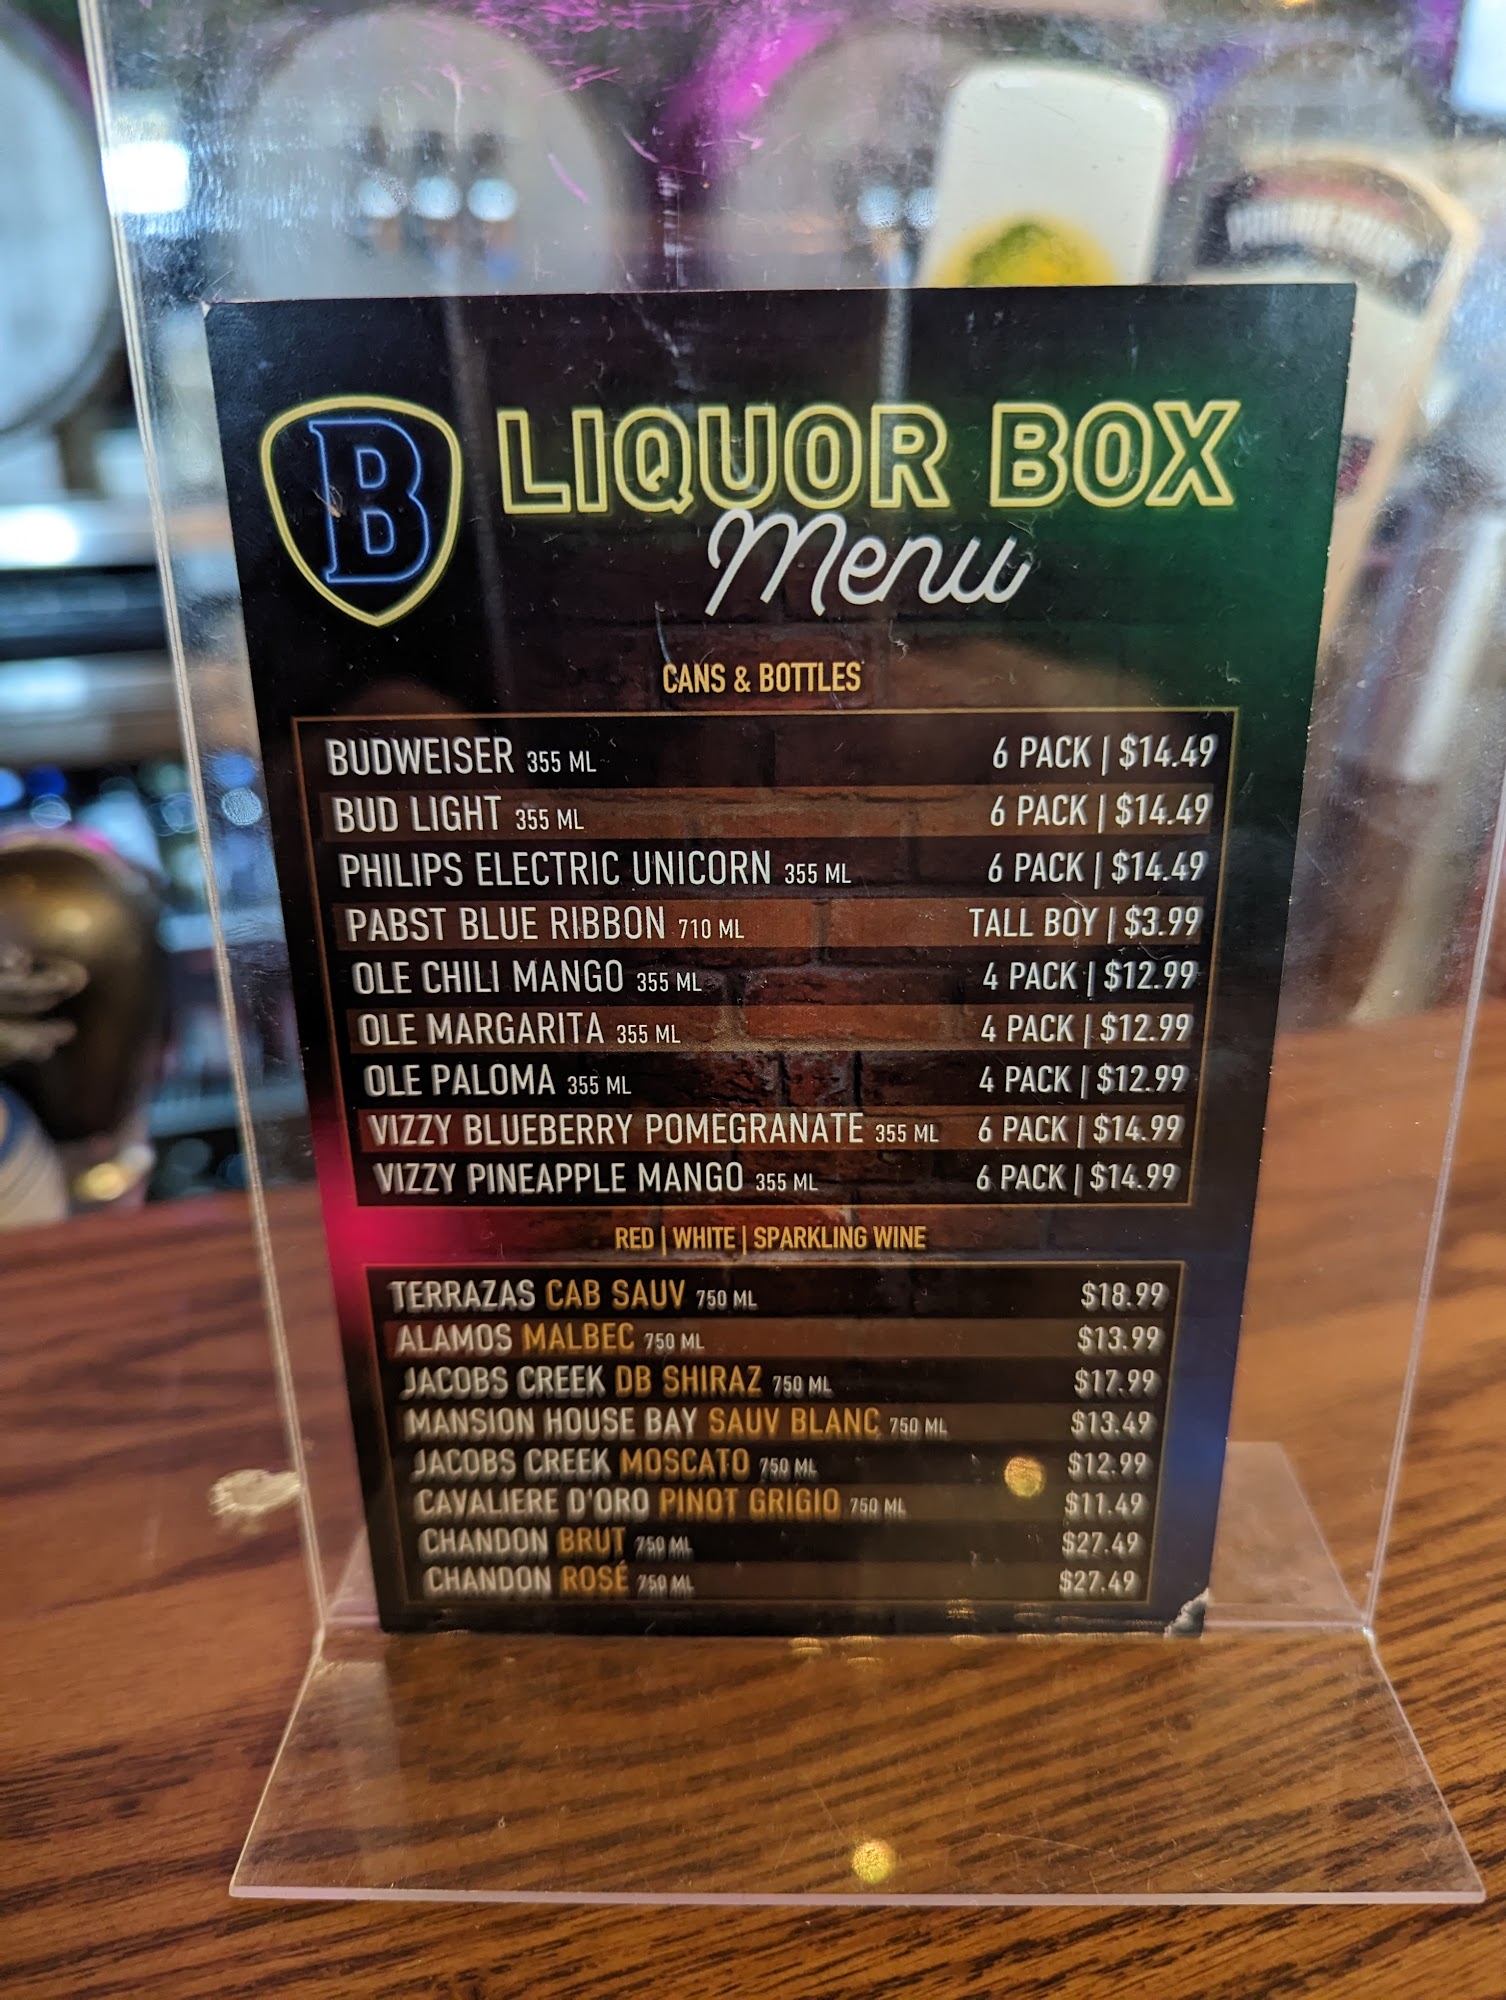 B
LIQUOR BOX
Menu
CANS & BOTTLES
BUDWEISER 355 ML 6 PACK | $14.49
BUD LIGHT 355 ML 6 PACK | $14.49
PHILIPS ELECTRIC UNICORN 355 ML 6 PACK | $14.49
PABST BLUE RIBBON 710 ML TALL BOY | $3.99
OLE CHILI MANGO 355 ML 4 PACK | $12.99
OLE MARGARITA 355 ML 4 PACK | $12.99
OLE PALOMA 355 ML 4 PACK | $12.99
VIZZY BLUEBERRY POMEGRANATE 355 ML 6 PACK | $14.99
VIZZY PINEAPPLE MANGO 355 ML 6 PACK | $14.99
RED | WHITE | SPARKLING WINE
TERRAZAS CAB SAUV 750 ML $18.99
ALAMOS MALBEC 750 ML $13.99
JACOBS CREEK DB SHIRAZ 750 ML $17.99
MANSION HOUSE BAY SAUV BLANC 750 ML $13.49
JACOBS CREEK MOSCATO 750 ML $12.99
CAVALIERE D'ORO PINOT GRIGIO 750 ML $11.49
CHANDON BRUT 750 ML $27.49
CHANDON ROSÉ 750 ML $27.49